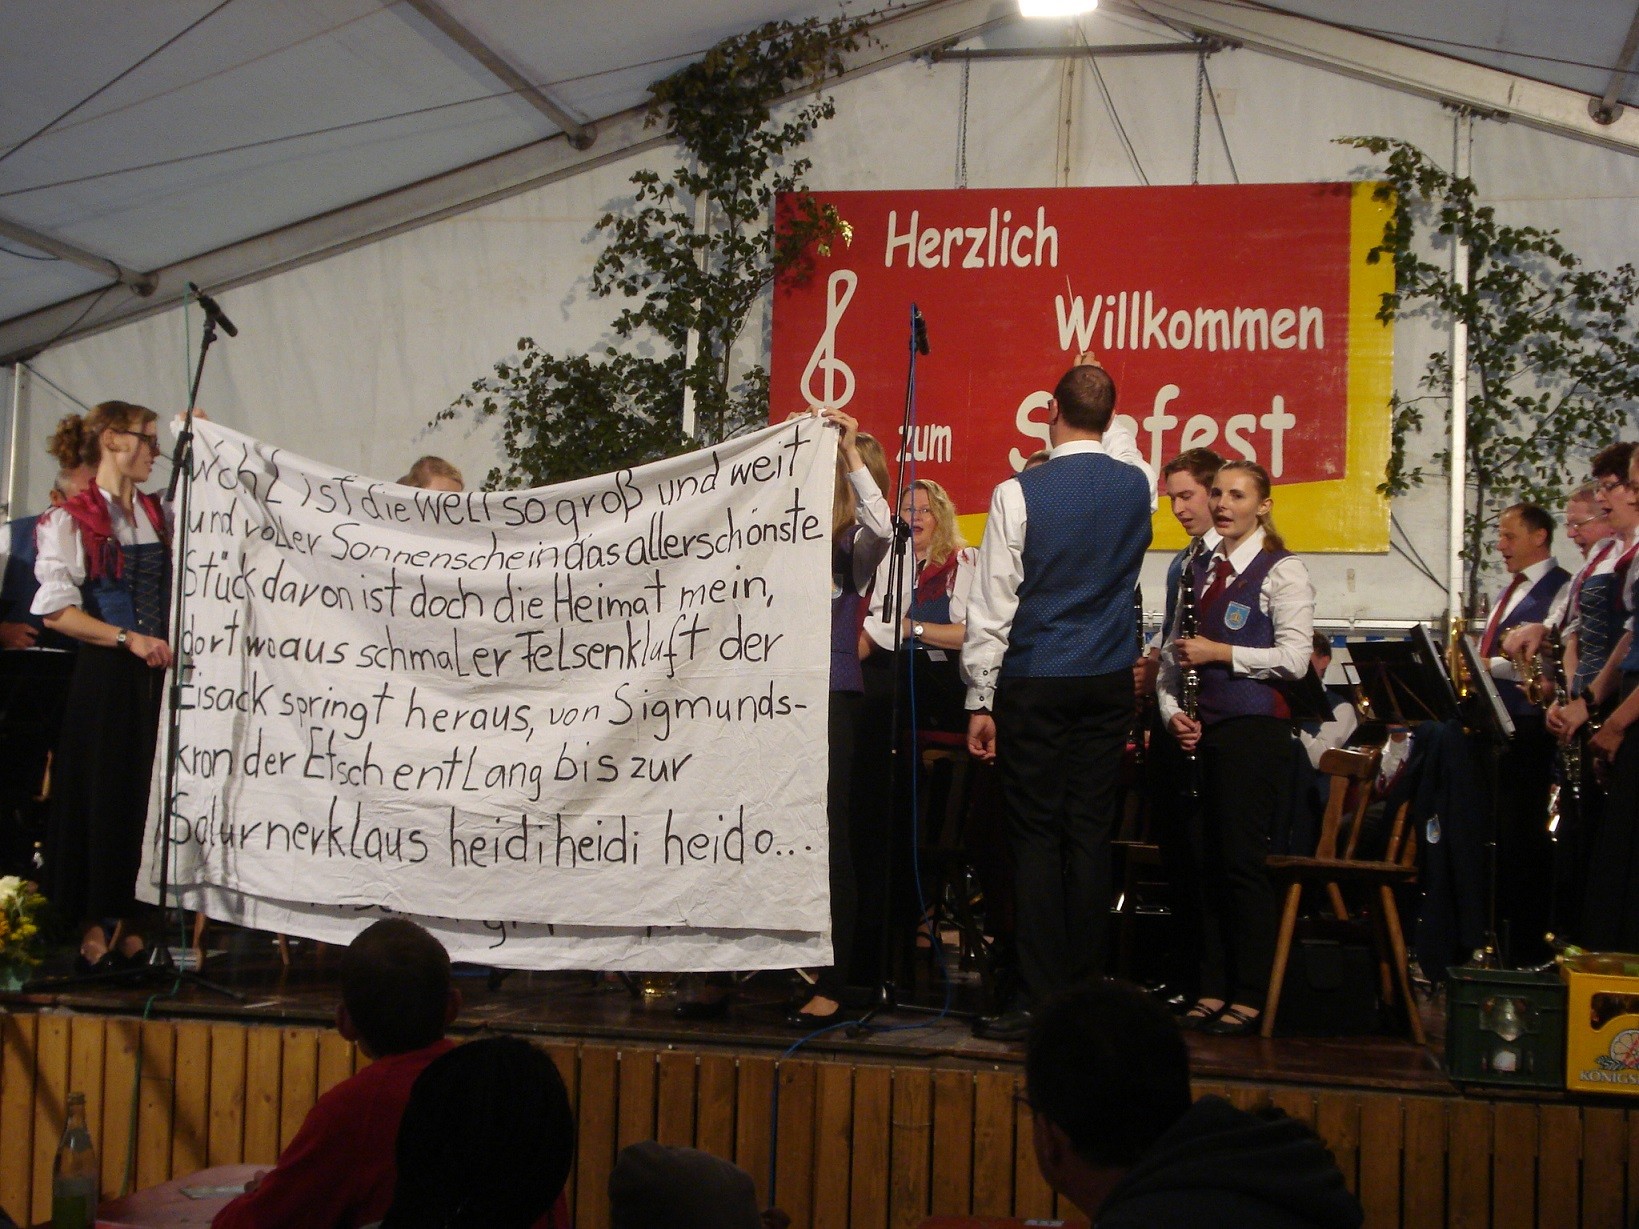 Herzlich
Willkommen
zum
wohl ist die welt so groß und weit
und voller Sonnenschein das allerschönste
Stück davon ist doch die Heimat mein,
dort wo aus schmaler Felsenkluft der
Eisack springt heraus, von Sigmunds-
kron der Etsch entlang bis zur
Salurnerklaus heidi heidi heido...